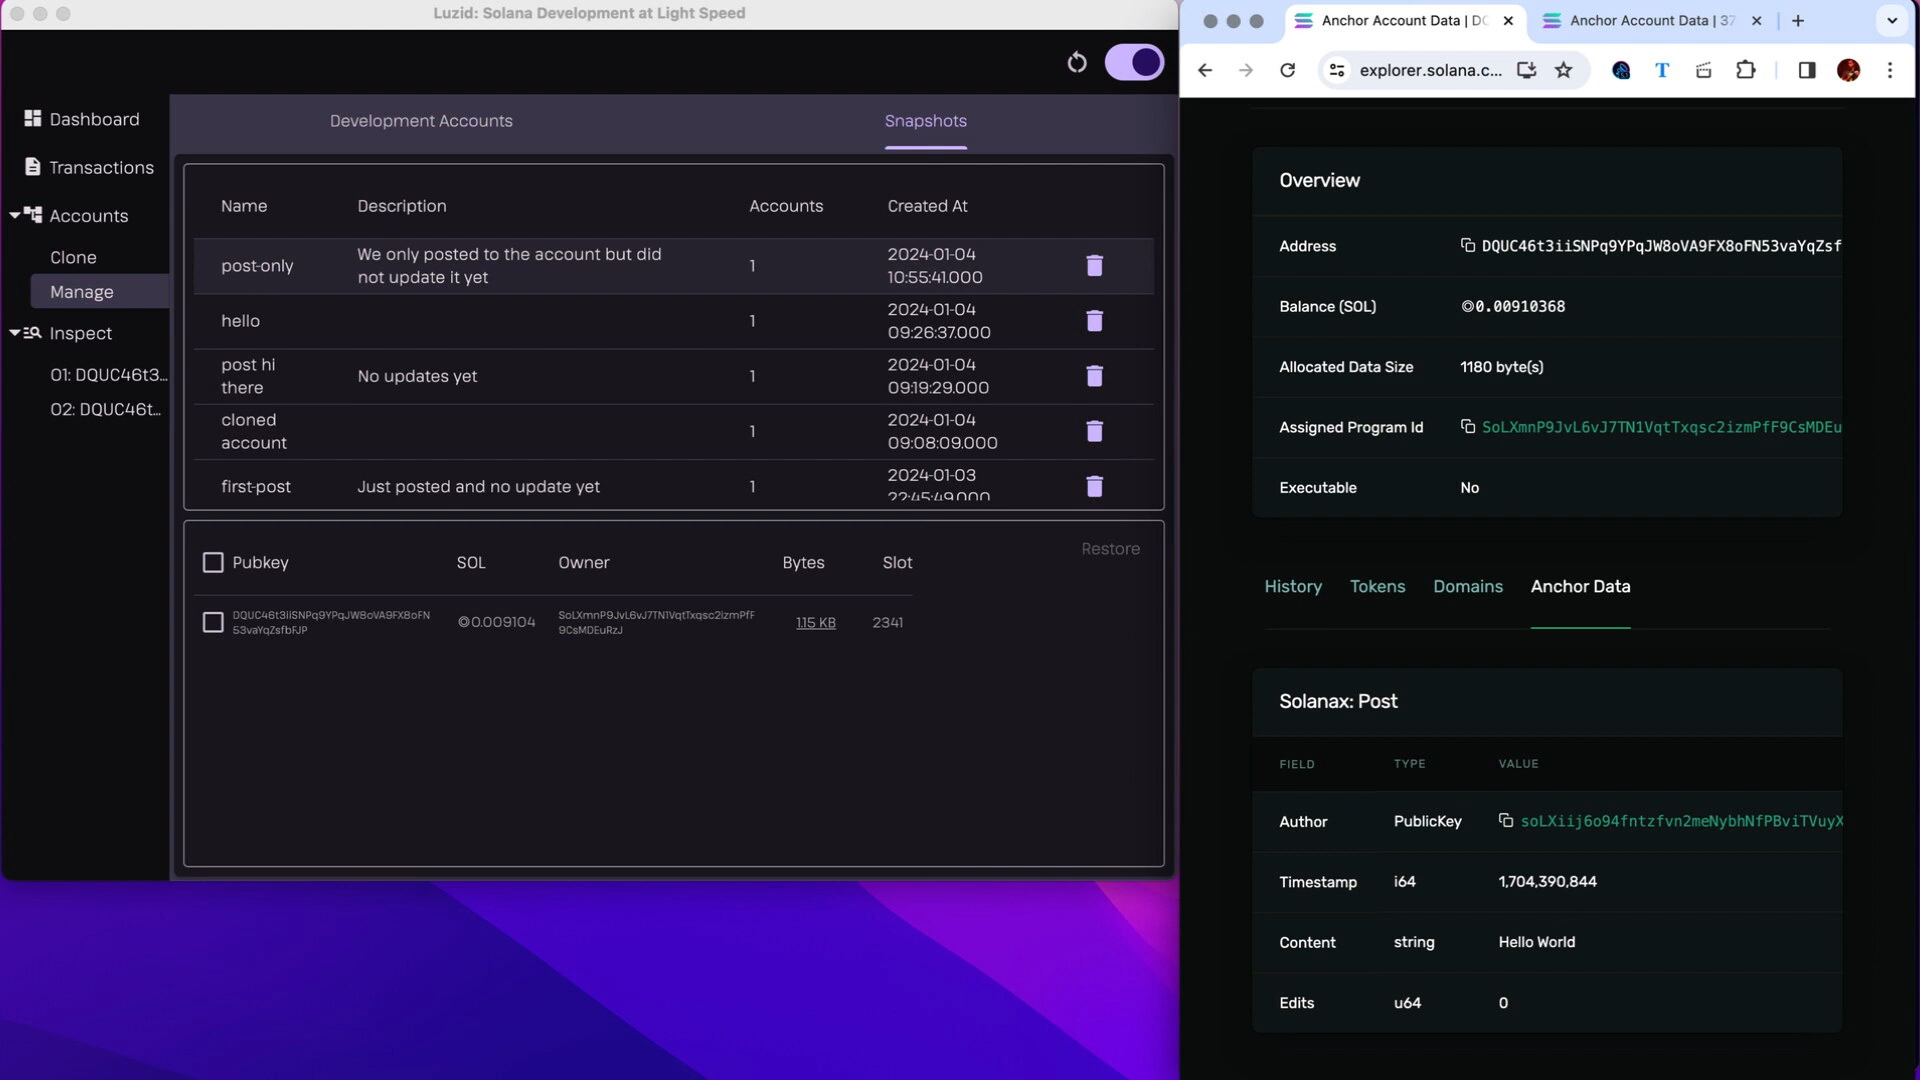 Luzid: Solana Development at Light Speed
Dashboard
Transactions
Accounts
Clone
Manage
Inspect
01: DQUC46t3...
02: DQUC46t...
Development Accounts
Snapshots
Name Description Accounts Created At
post-only We only posted to the account but did not update it yet 1 2024-01-04 10:55:41.000
hello 1 2024-01-04 09:26:37.000
post hi there No updates yet 1 2024-01-04 09:19:29.000
cloned account 1 2024-01-04 09:08:09.000
first-post Just posted and no update yet 1 2024-01-03 22:45:49.000
Restore
Pubkey SOL Owner Bytes Slot
DQUC46t3iiSNPq9YPqJW8oVA9FX8oFN
53vaYqZsfbFJP
0.009104
SoLXmnP9JvL6vJ7TN1VqtTxqsc2izmPfF
9CsMDEuRzJ
1.15 KB
2341
Anchor Account Data | DQ
Anchor Account Data | 37
explorer.solana.c...
T
Overview
Address DQUC46t3iiSNPq9YPqJW8oVA9FX8oFN53vaYqZsf
Balance (SOL) 0.00910368
Allocated Data Size 1180 byte(s)
Assigned Program Id SoLXmnP9JvL6vJ7TN1VqtTxqsc2izmPfF9CsMDEu
Executable No
History Tokens Domains Anchor Data
Solanax: Post
FIELD TYPE VALUE
Author PublicKey soLXiij6o94fntzfvn2meNybhNfPBviTVuyX
Timestamp i64 1,704,390,844
Content string Hello World
Edits u64 0